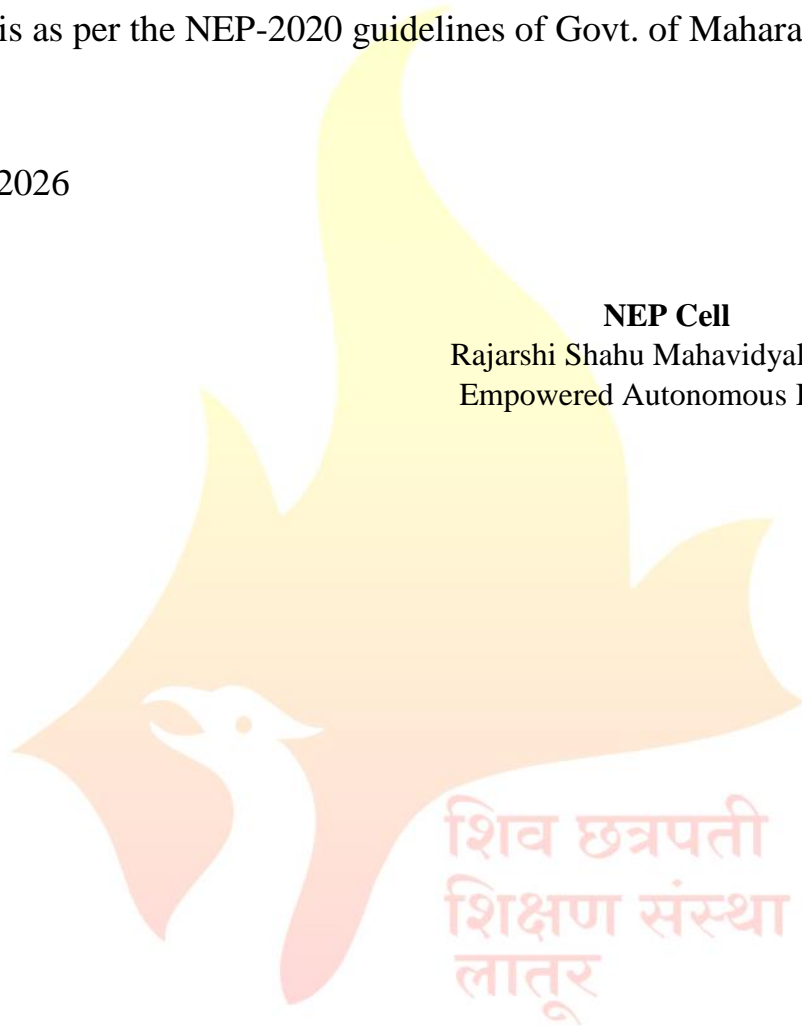 is as per the NEP-2020 guidelines of Govt. of Mahara
2026
NEP Cell
Rajarshi Shahu Mahavidyal
Empowered Autonomous I
शिव छत्रपती
शिक्षण संस्था
लातूर